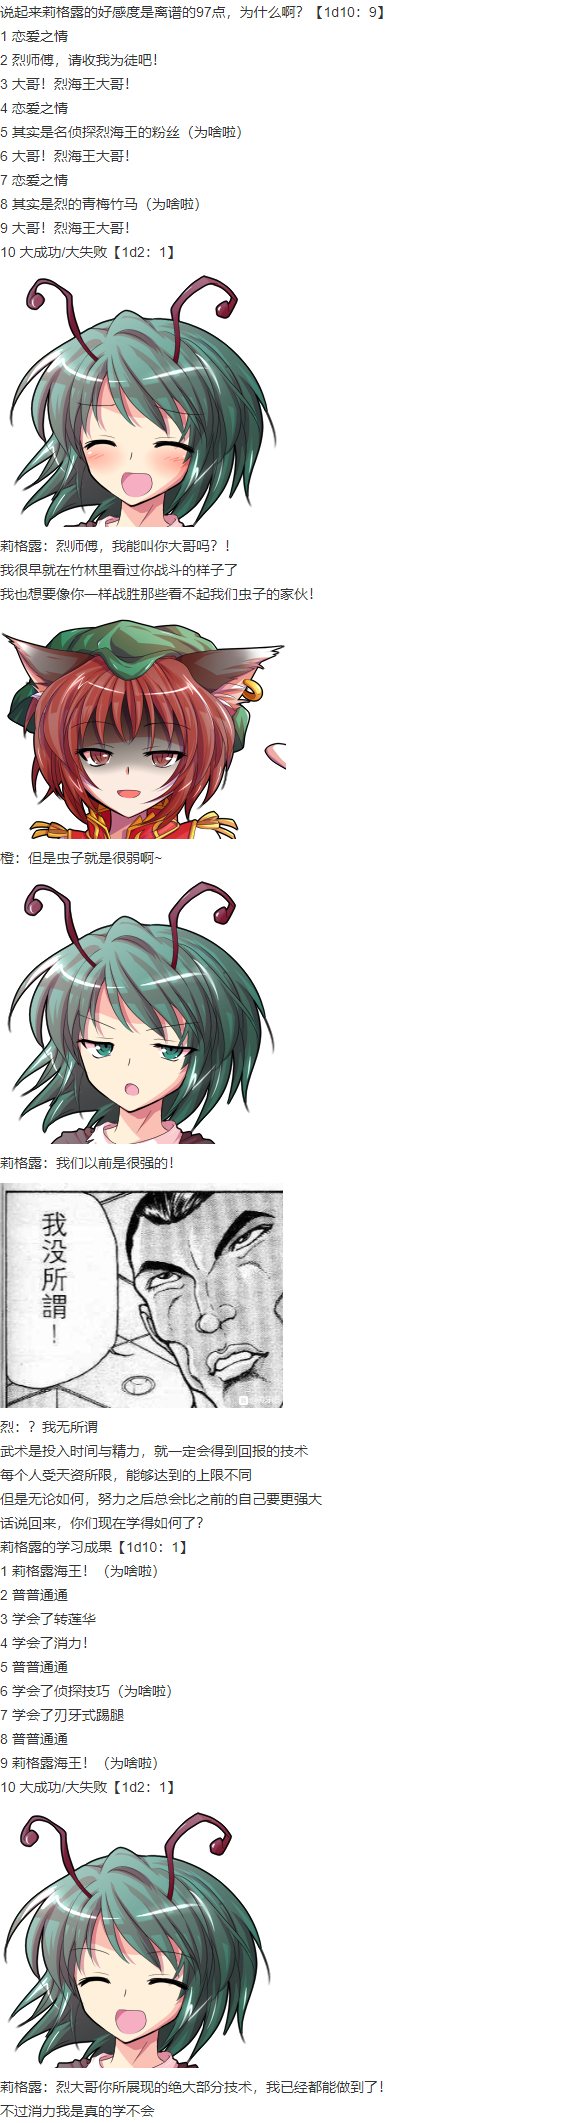 说起来莉格露的好感度是离谱的97点，为什么啊？【1d10：9】
1 恋爱之情
2 烈师傅，请收我为徒吧！
3 大哥！烈海王大哥！
4 恋爱之情
5 其实是名侦探烈海王的粉丝（为啥啦）
6 大哥！烈海王大哥！
7 恋爱之情
8 其实是烈的青梅竹马（为啥啦）
9 大哥！烈海王大哥！
10 大成功/大失败【1d2：1】
莉格露：烈师傅，我能叫你大哥吗？！
我很早就在竹林里看过你战斗的样子了
我也想要像你一样战胜那些看不起我们虫子的家伙！
橙：但是虫子就是很弱啊~
莉格露：我们以前是很强的！
我没所謂！
烈：？我无所谓
武术是投入时间与精力，就一定会得到回报的技术
每个人受天资所限，能够达到的上限不同
但是无论如何，努力之后总会比之前的自己要更强大
话说回来，你们现在学得如何了？
莉格露的学习成果【1d10：1】
1 莉格露海王！（为啥啦）
2 普普通通
3 学会了转莲华
4 学会了消力！
5 普普通通
6 学会了侦探技巧（为啥啦）
7 学会了刃牙式踢腿
8 普普通通
9 莉格露海王！（为啥啦）
10 大成功/大失败【1d2：1】
莉格露：烈大哥你所展现的绝大部分技术，我已经都能做到了！
不过消力我是真的学不会